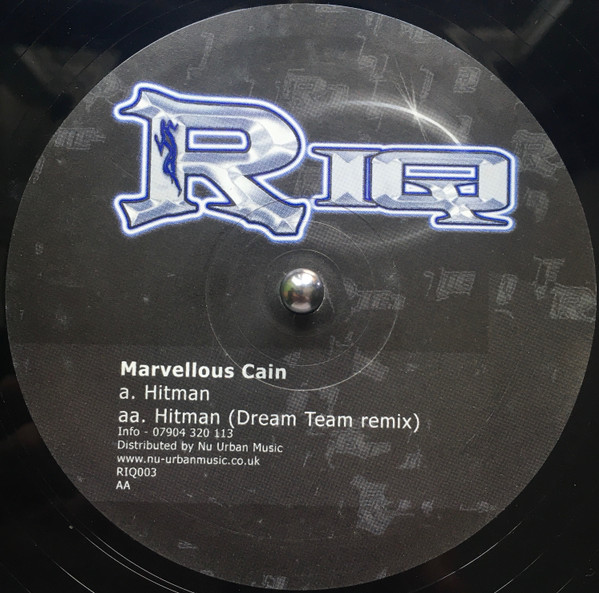 RIQ
Marvellous Cain
a. Hitman
aa. Hitman (Dream Team remix)
Info - 07904 320 113
Distributed by Nu Urban Music
www.nu-urbanmusic.co.uk
RIQ003
AA